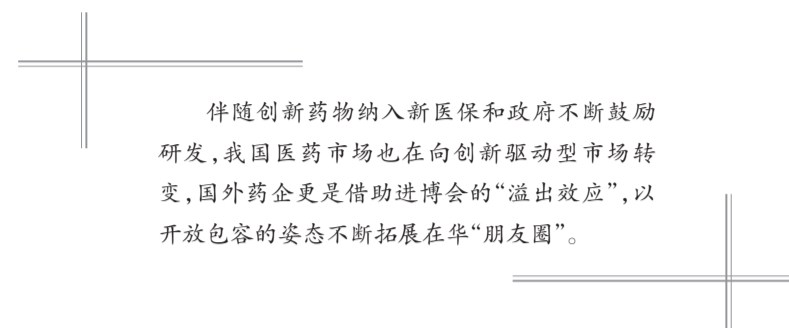 伴随创新药物纳入新医保和政府不断鼓励
研发,我国医药市场也在向创新驱动型市场转
变,国外药企更是借助进博会的“溢出效应”,以
开放包容的姿态不断拓展在华“朋友圈”。